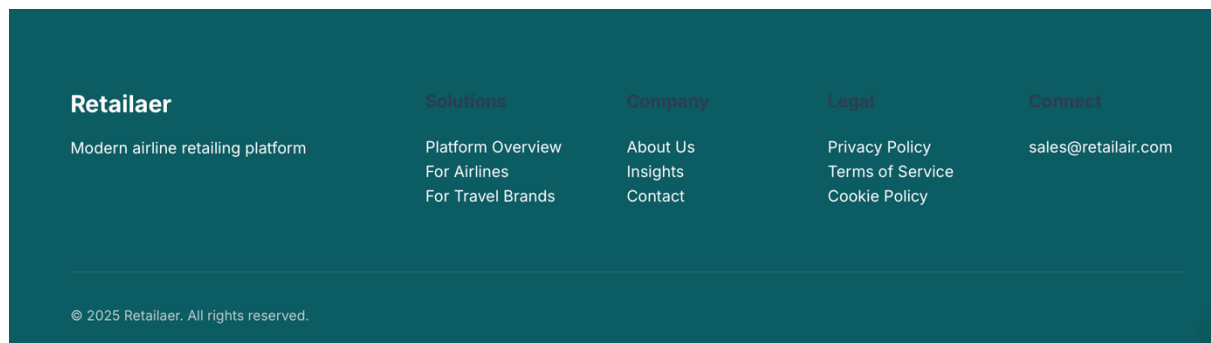 Retailaer
Modern airline retailing platform
Solutions
Platform Overview
For Airlines
For Travel Brands
Company
About Us
Insights
Contact
Legal
Privacy Policy
Terms of Service
Cookie Policy
Connect
sales@retailair.com
© 2025 Retailaer. All rights reserved.